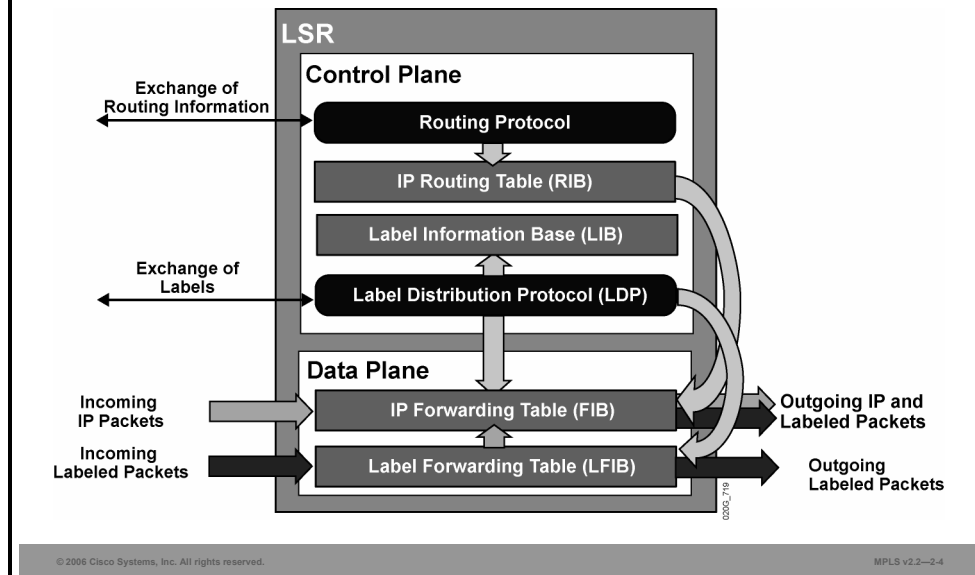 LSR
Control Plane
Exchange of
Routing Information
Routing Protocol
IP Routing Table (RIB)
Label Information Base (LIB)
Exchange of
Labels
Label Distribution Protocol (LDP)
Data Plane
Incoming
IP Packets
IP Forwarding Table (FIB)
Outgoing IP and
Labeled Packets
Incoming
Labeled Packets
Label Forwarding Table (LFIB)
Outgoing
Labeled Packets
020G_719
© 2006 Cisco Systems, Inc. All rights reserved.
MPLS v2.2—2-4